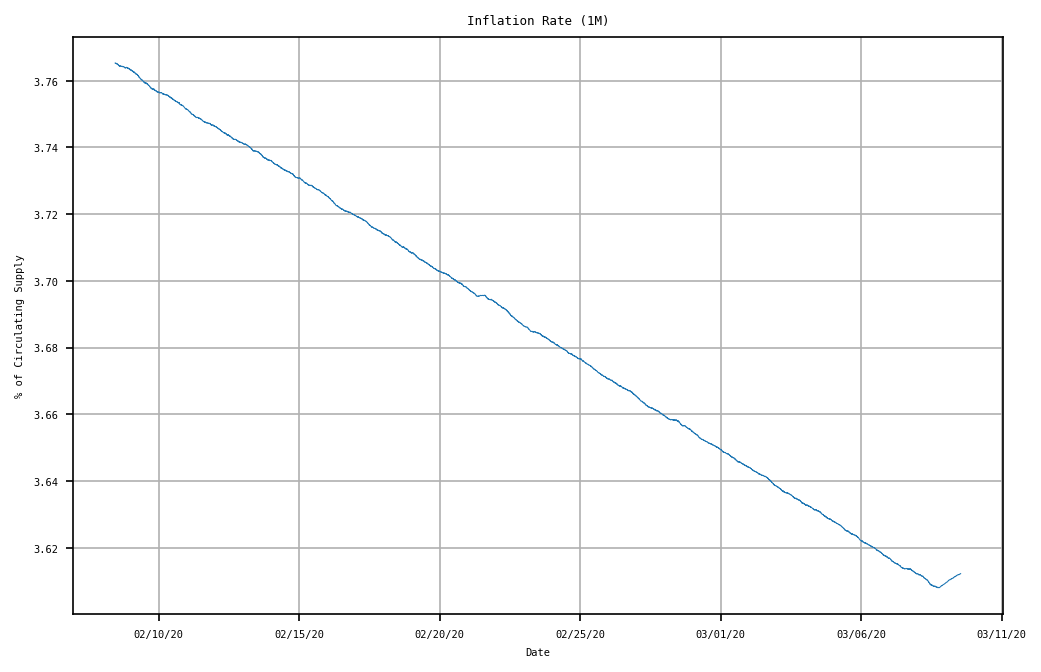 Inflation Rate (1M)
3.76
3.74
3.72
3.70
3.68
3.66
3.64
3.62
% of Circulating Supply
02/10/20 02/15/20 02/20/20 02/25/20 03/01/20 03/06/20 03/11/20
Date